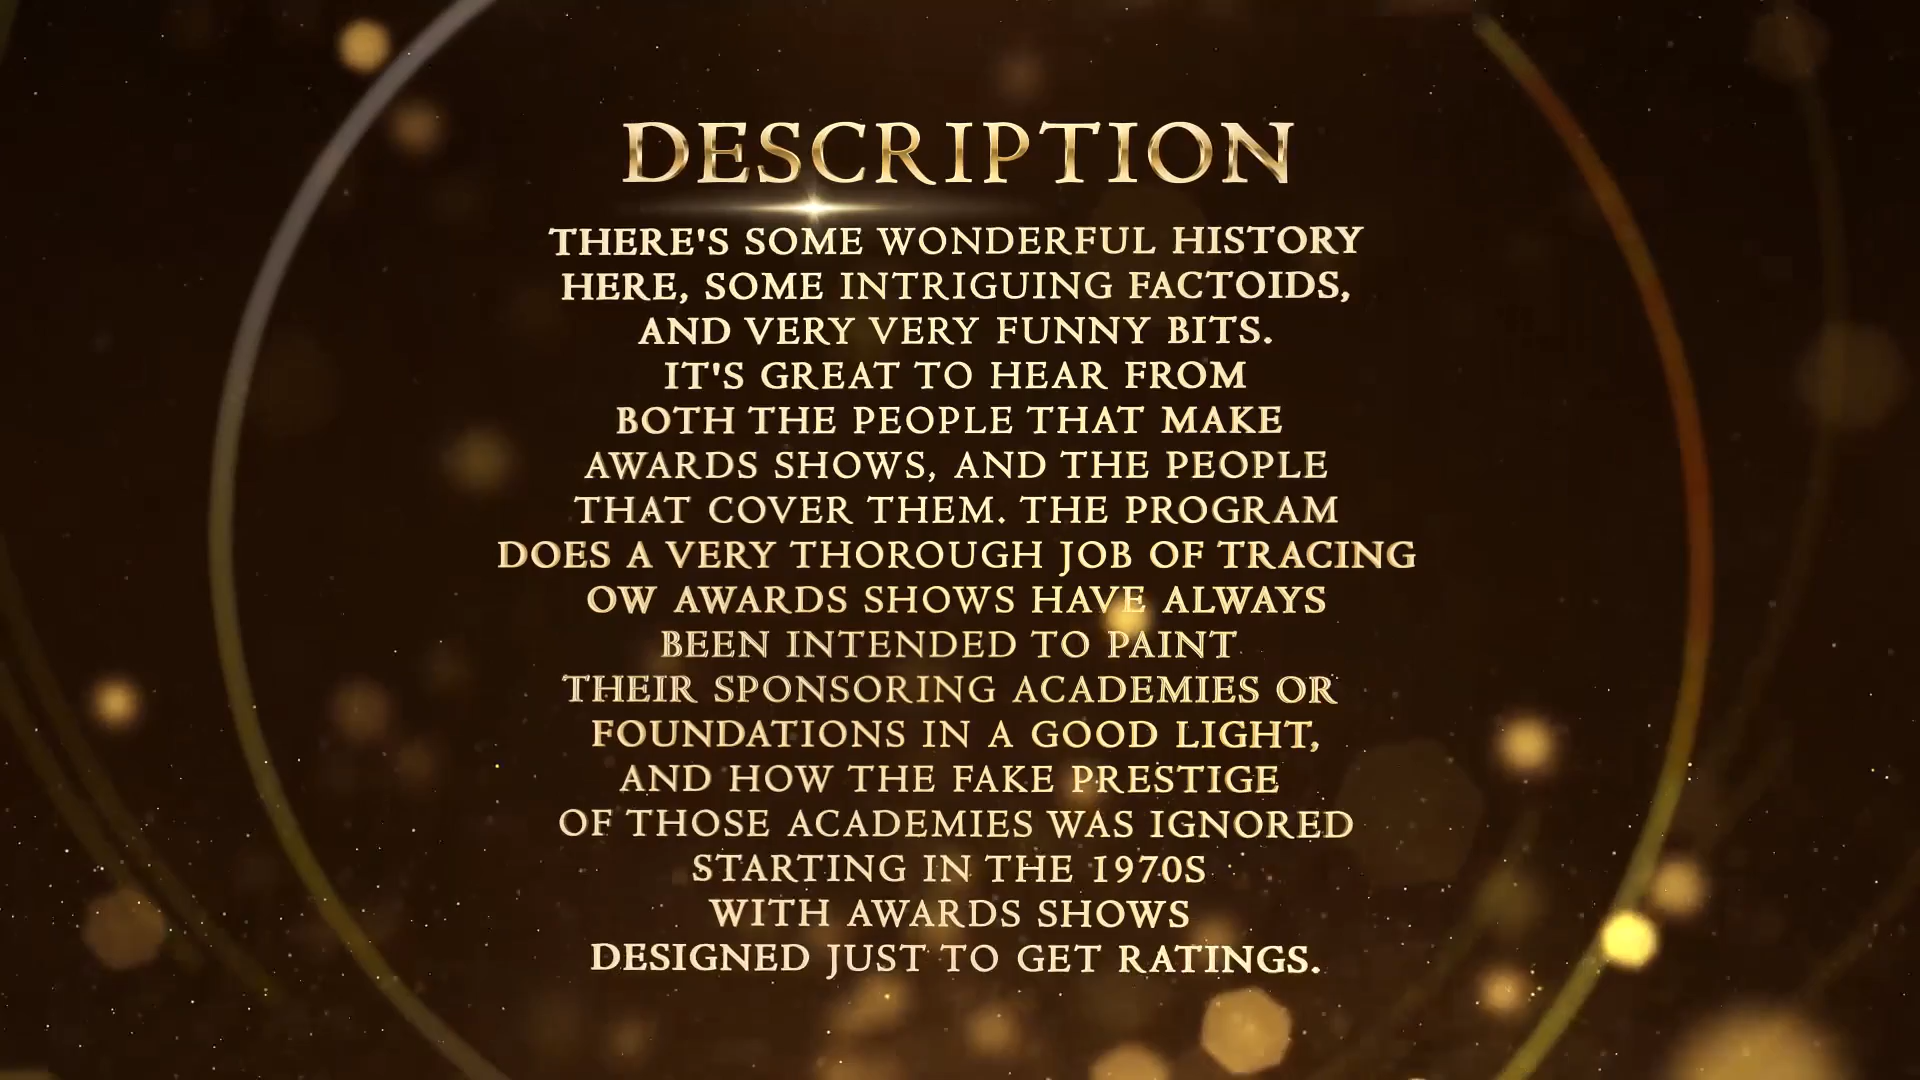 DESCRIPTION
THERE'S SOME WONDERFUL HISTORY
HERE, SOME INTRIGUING FACTOIDS,
AND VERY VERY FUNNY BITS.
IT'S GREAT TO HEAR FROM
BOTH THE PEOPLE THAT MAKE
AWARDS SHOWS, AND THE PEOPLE
THAT COVER THEM. THE PROGRAM
DOES A VERY THOROUGH JOB OF TRACING
OW AWARDS SHOWS HAVE ALWAYS
BEEN INTENDED TO PAINT
THEIR SPONSORING ACADEMIES OR
FOUNDATIONS IN A GOOD LIGHT,
AND HOW THE FAKE PRESTIGE
OF THOSE ACADEMIES WAS IGNORED
STARTING IN THE 1970S
WITH AWARDS SHOWS
DESIGNED JUST TO GET RATINGS.